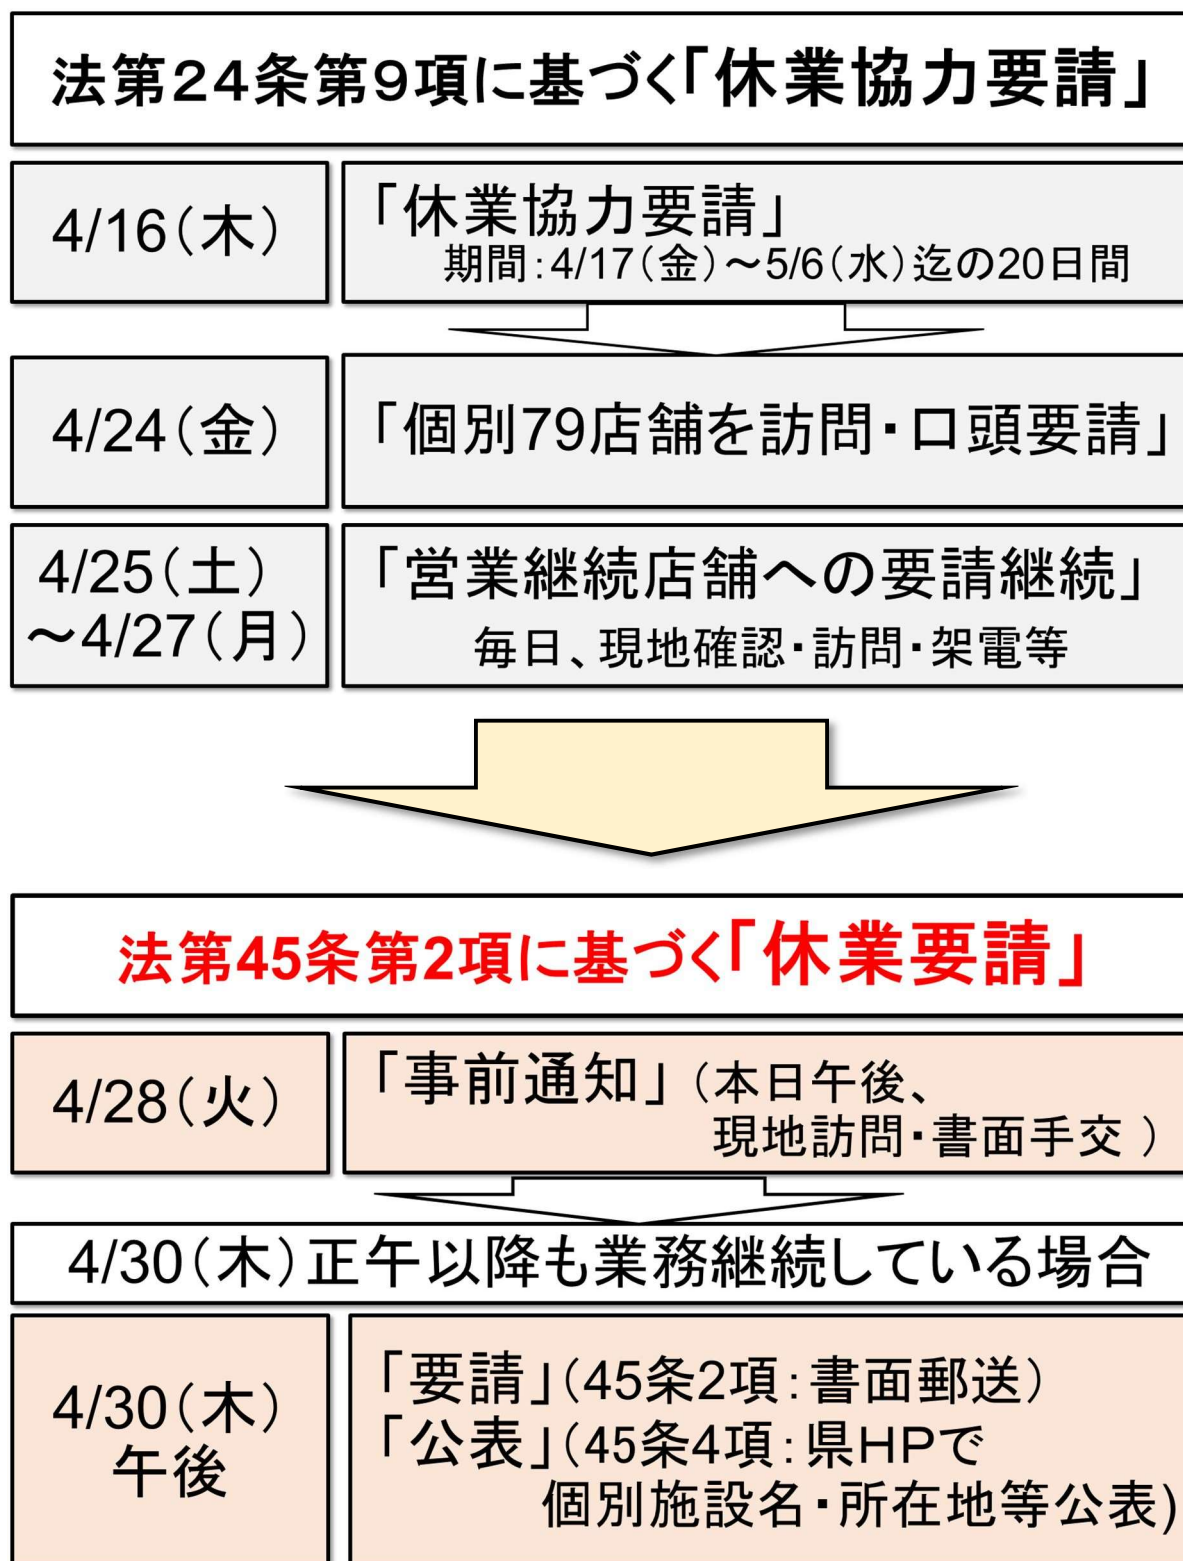 法第２４条第９項に基づく「休業協力要請」
4/16（木）
「休業協力要請」
期間：4/17（金）～5/6（水）迄の20日間
4/24（金）
「個別79店舗を訪問・口頭要請」
4/25（土）
～4/27（月）
「営業継続店舗への要請継続」
毎日、現地確認・訪問・架電等
法第45条第2項に基づく「休業要請」
4/28（火）
「事前通知」（本日午後、
現地訪問・書面手交 ）
4/30（木）正午以降も業務継続している場合
4/30（木）
午後
「要請」（45条2項：書面郵送）
「公表」（45条4項：県HPで
個別施設名・所在地等公表)